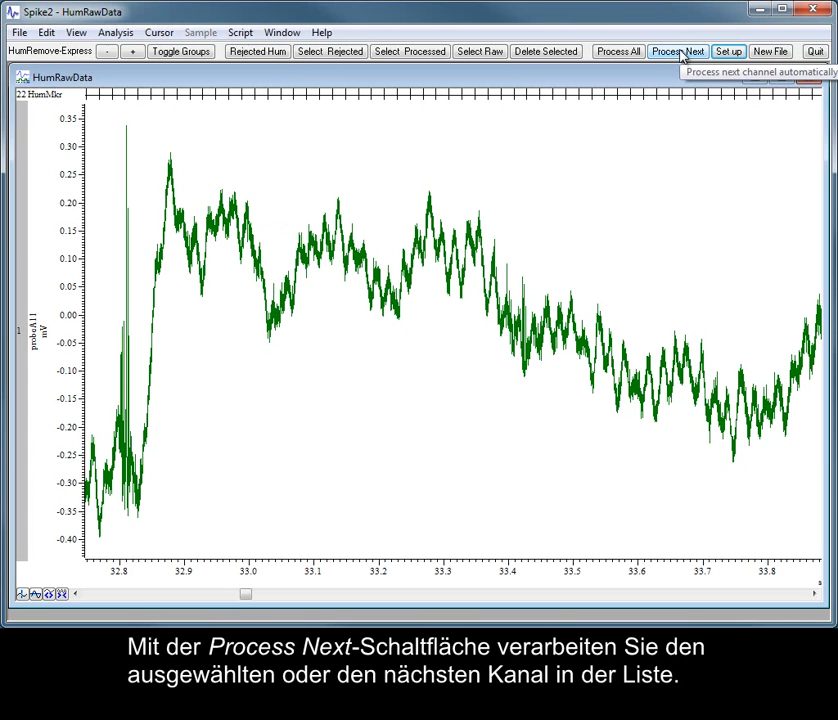 Spike2 - HumRawData
File Edit View Analysis Cursor Sample Script Window Help
HumRemove-Express - + Toggle Groups Rejected Hum Select Rejected Select Processed Select Raw Delete Selected Process All Process Next Set up New File Quit
Process next channel automatically
HumRawData
22 HumMkr
0.35
0.30
0.25
0.20
0.15
0.10
0.05
0.00
-0.05
-0.10
-0.15
-0.20
-0.25
-0.30
-0.35
-0.40
1
probeA11
mV
32.8 32.9 33.0 33.1 33.2 33.3 33.4 33.5 33.6 33.7 33.8
s
Mit der Process Next-Schaltfläche verarbeiten Sie den
ausgewählten oder den nächsten Kanal in der Liste.